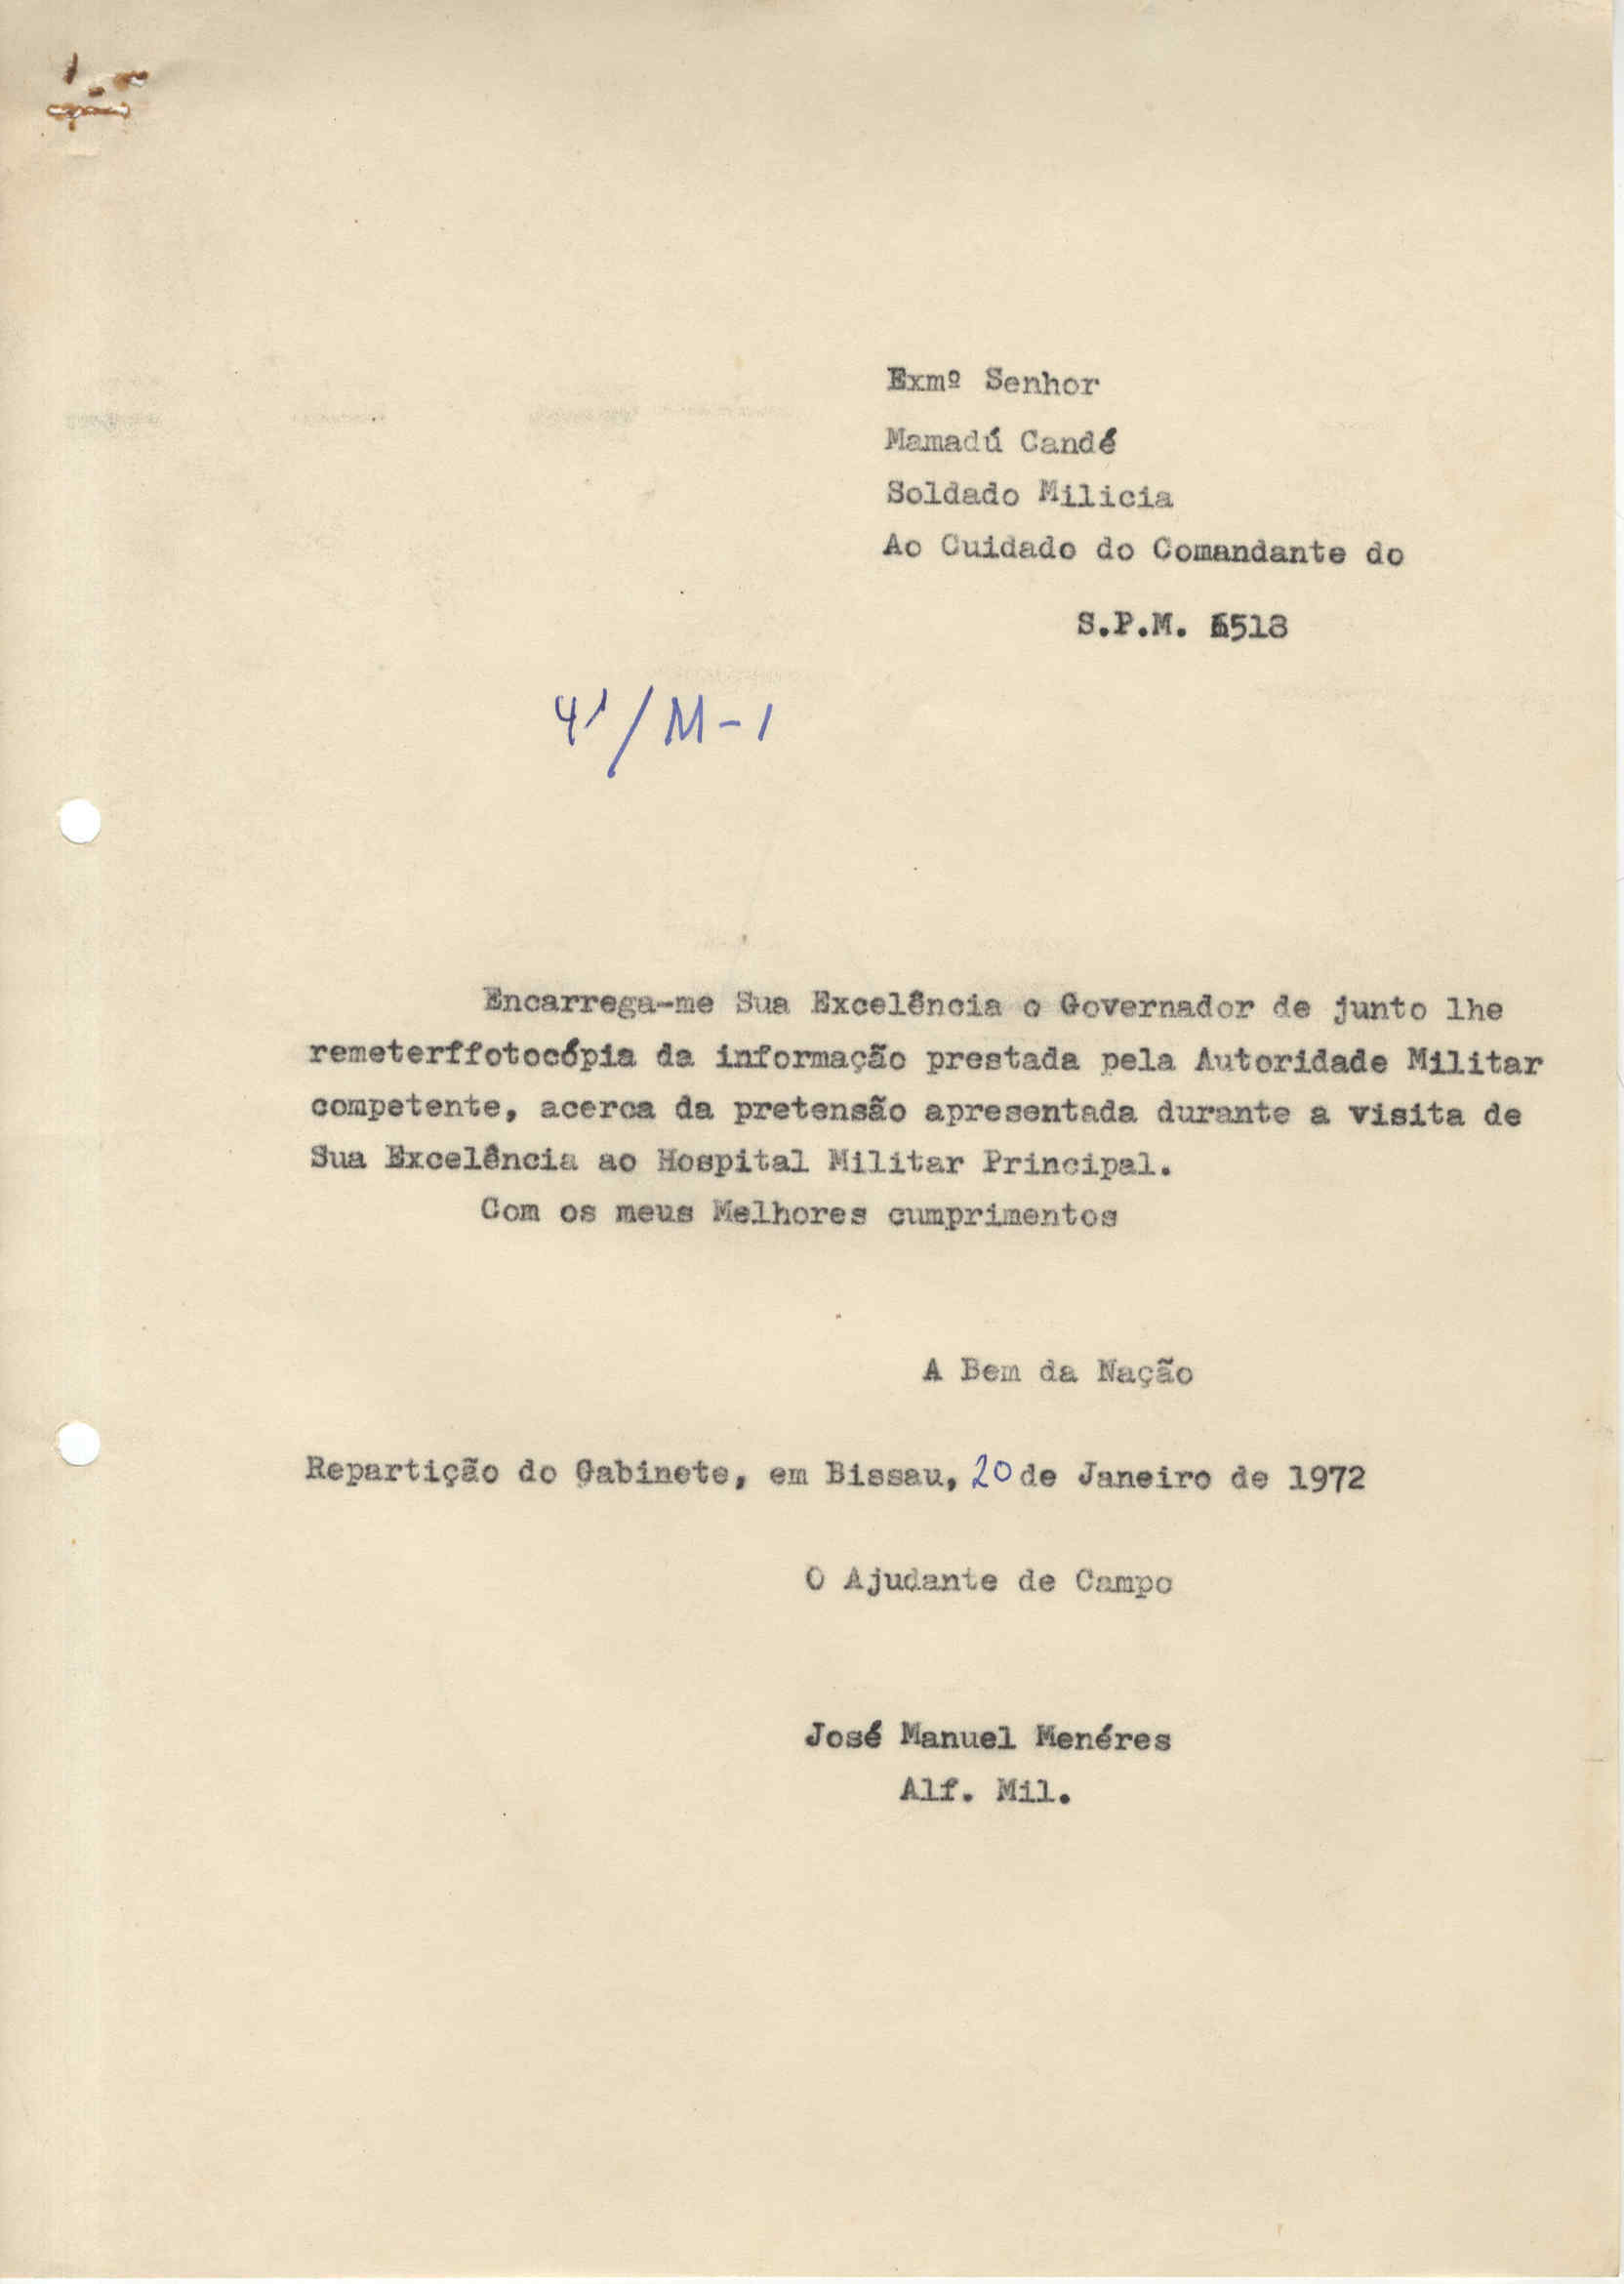 Exmº Senhor
Mamadú Candé
Soldado Milicia
Ao Cuidado do Comandante do
S.P.M. 6518
41/M-1
Encarrega-me Sua Excelência o Governador de junto lhe
remeterffotocópia da informação prestada pela Autoridade Militar
competente, acerca da pretensão apresentada durante a visita de
Sua Excelência ao Hospital Militar Principal.
Com os meus Melhores cumprimentos
A Bem da Nação
Repartição do Gabinete, em Bissau, 20 de Janeiro de 1972
O Ajudante de Campo
José Manuel Menéres
Alf. Mil.